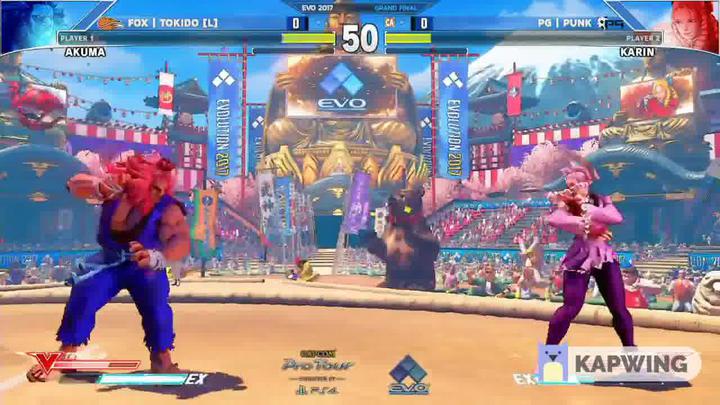 EVO 2017 GRAND FINAL
FOX | TOKIDO [L] 0 CA 0 PG | PUNK
PLAYER 1 50 PLAYER 2
AKUMA KARIN
EVO
EVOLUTION 2017
EVOLUTION 2017
CAPCOM
Pro Tour
PS4
EVO
V
EX
EX
KAPWING